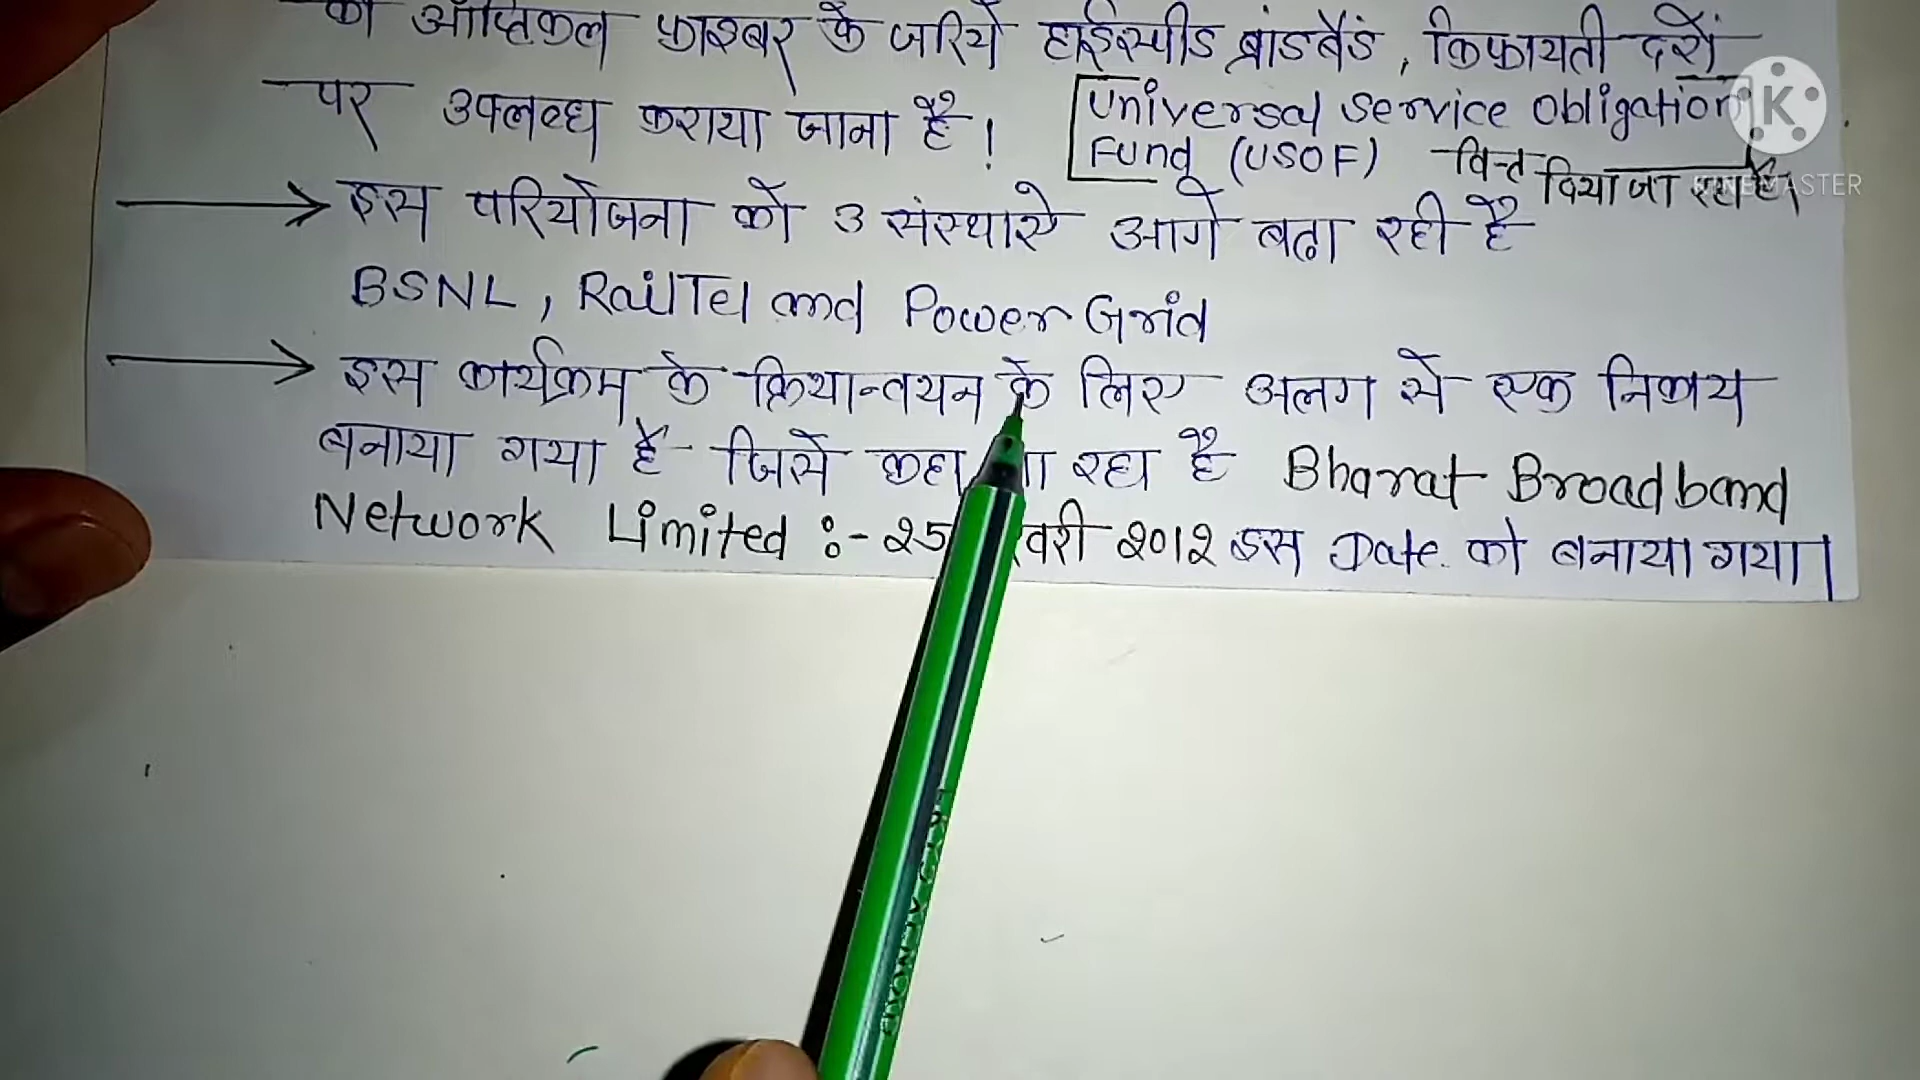 को ऑप्टिकल फ़ाइबर के जरिये हाईस्पीड ब्रांडबैंड, किफ़ायती दरों
पर उपलब्ध कराया जाना है!
Universal Service Obligation
Fund (USOF) वित्त दिया जा रहा है।
K
KINEMASTER
इस परियोजना को 3 संस्थाऐ आगे बढा रही है
BSNL, RailTel and Power Grid
इस कार्यक्रम के क्रियान्वयन के लिए अलग से एक निकाय
बनाया गया है जिसे कहा जा रहा है Bharat Broadband
Network Limited :- 25 2012 इस Date. को बनाया गया।